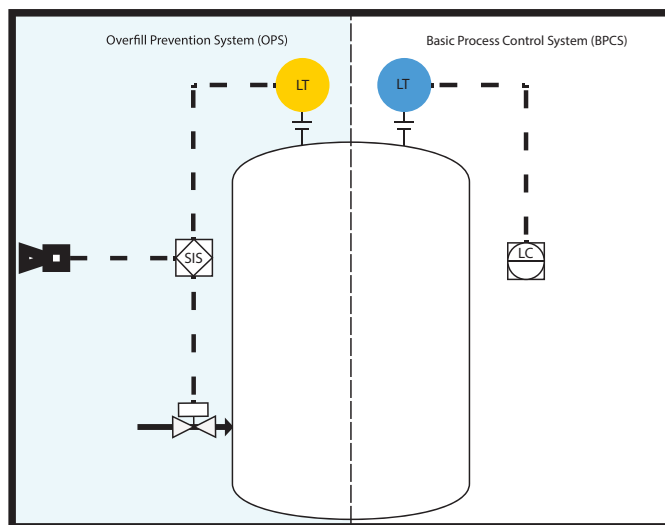 Overfill Prevention System (OPS)
Basic Process Control System (BPCS)
LT
LT
SIS
LC